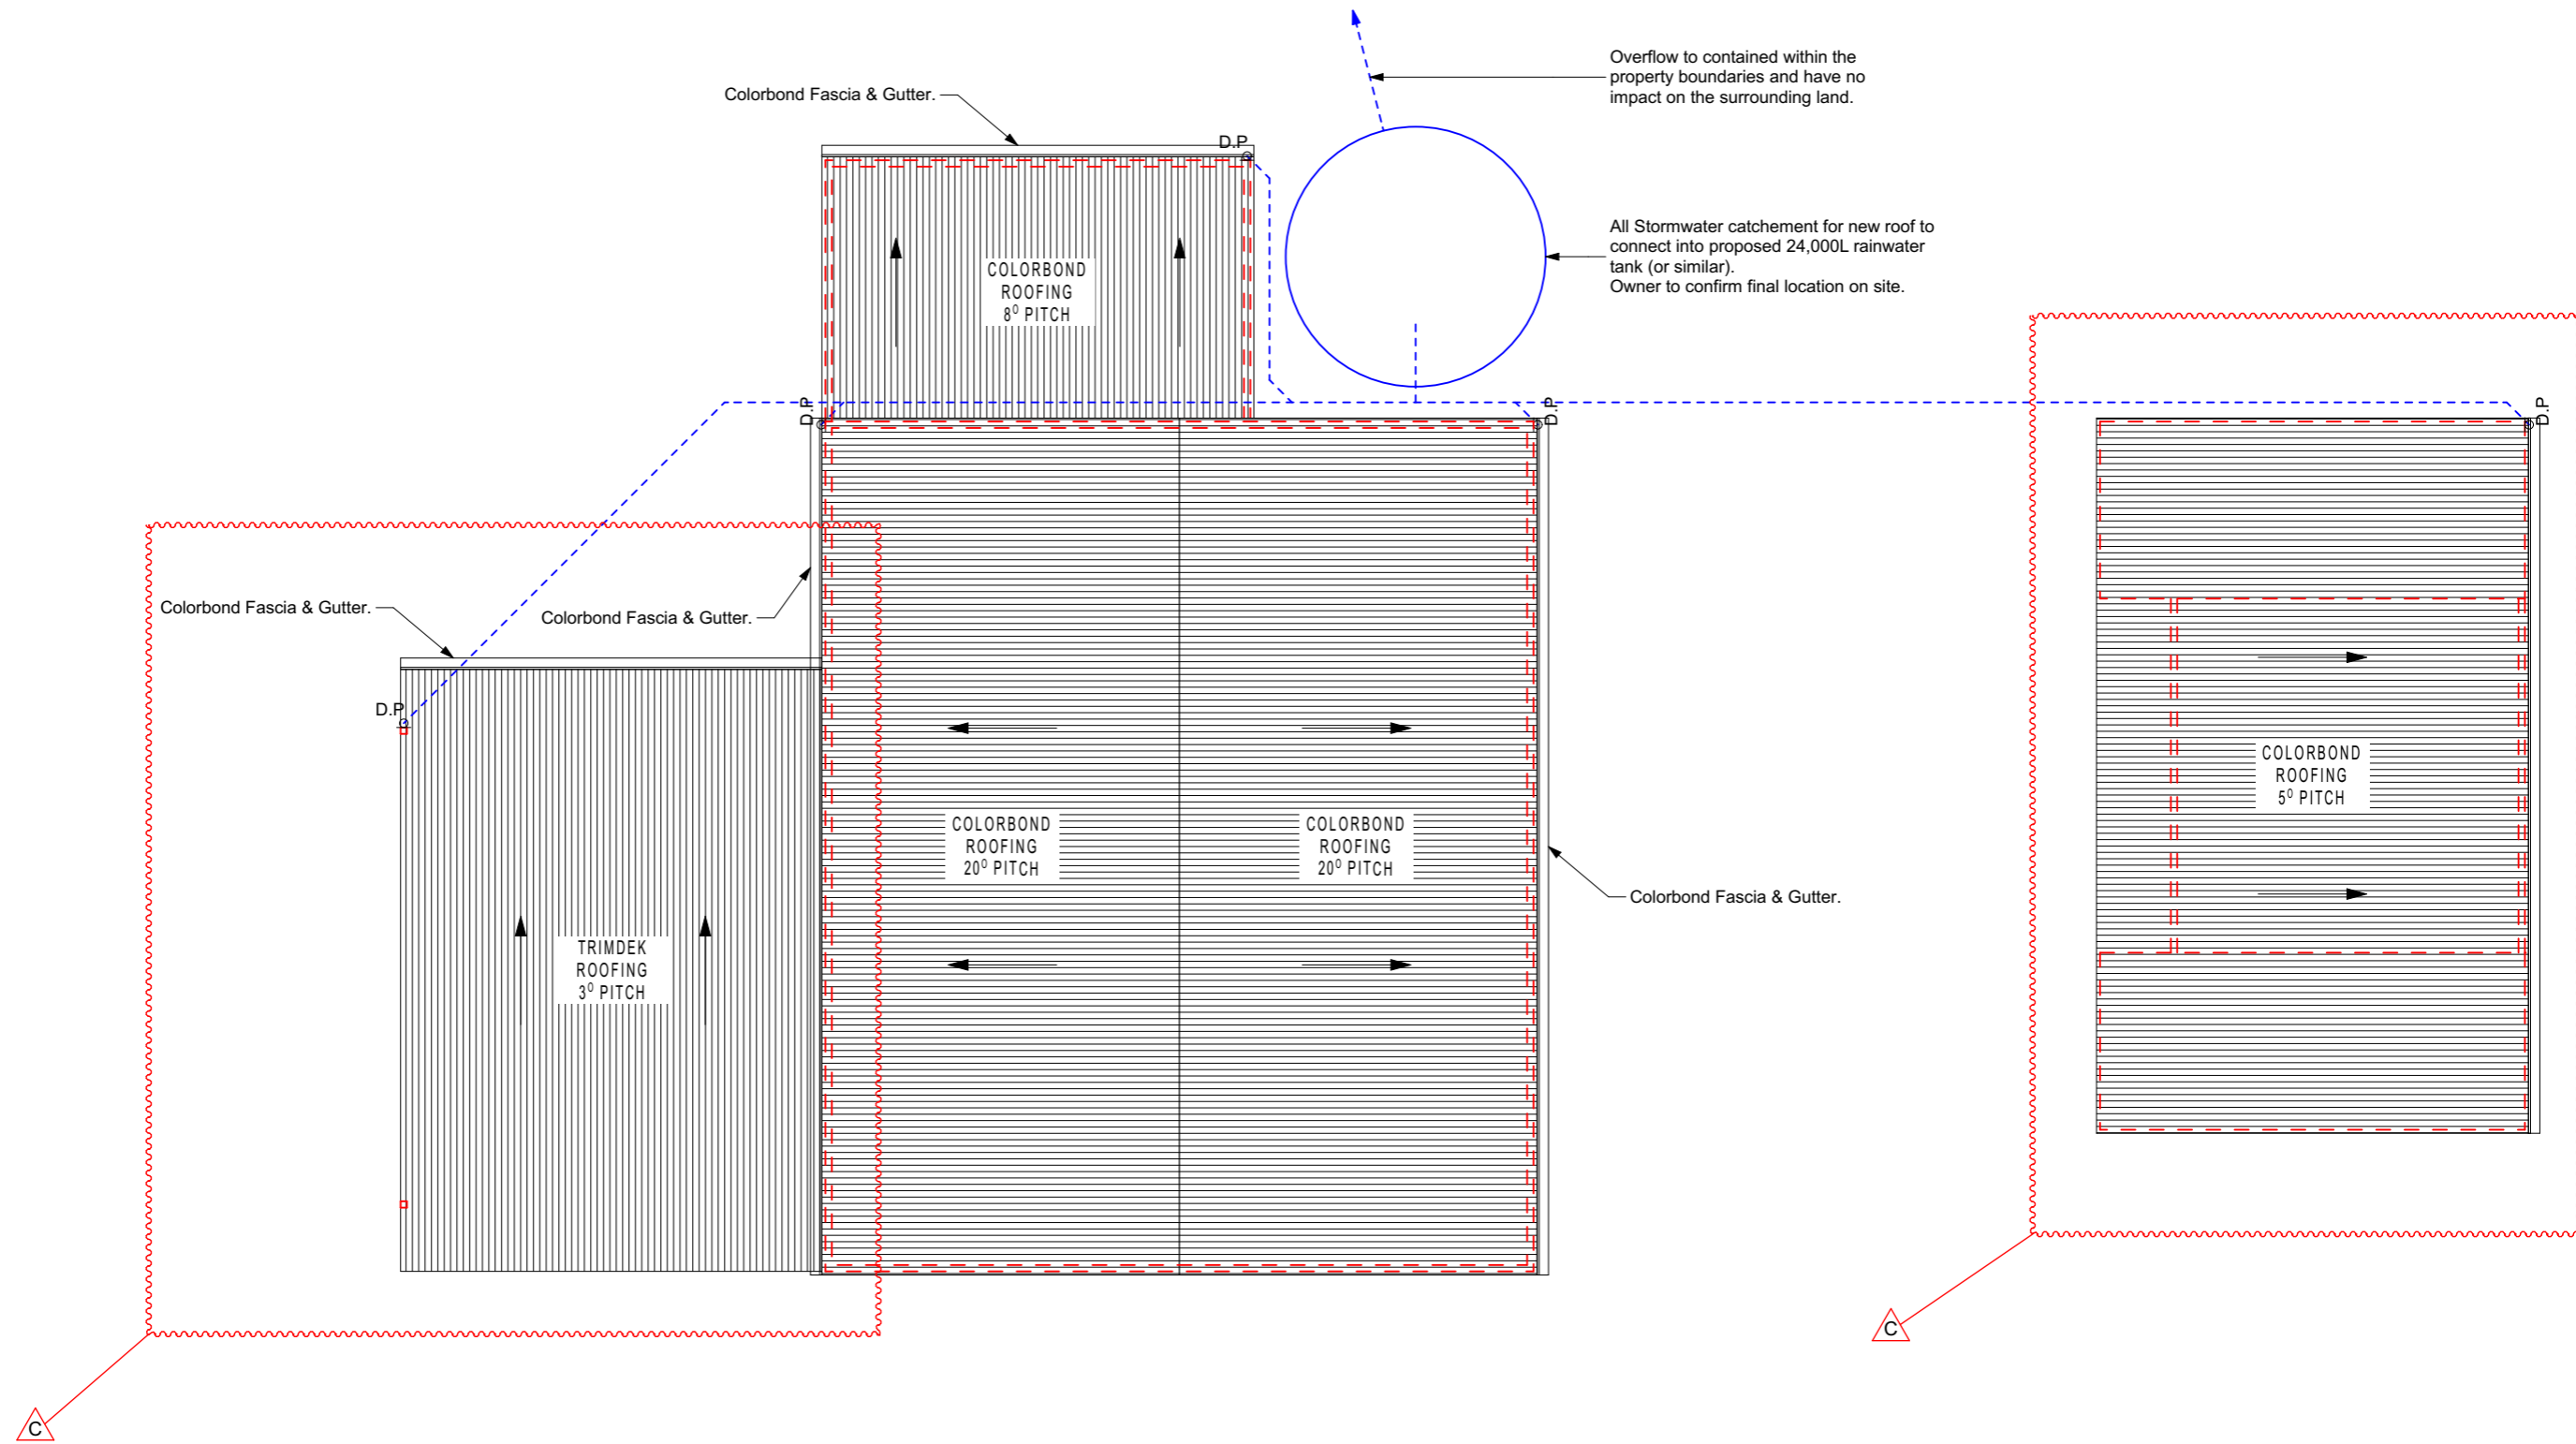 Overflow to contained within the
property boundaries and have no
impact on the surrounding land.
Colorbond Fascia & Gutter.
D.P
All Stormwater catchement for new roof to
connect into proposed 24,000L rainwater
tank (or similar).
Owner to confirm final location on site.
COLORBOND
ROOFING
8⁰ PITCH
D.P
D.P
D.P
Colorbond Fascia & Gutter.
Colorbond Fascia & Gutter.
D.P
COLORBOND
ROOFING
5⁰ PITCH
COLORBOND
ROOFING
20⁰ PITCH
COLORBOND
ROOFING
20⁰ PITCH
Colorbond Fascia & Gutter.
TRIMDEK
ROOFING
3⁰ PITCH
C
C